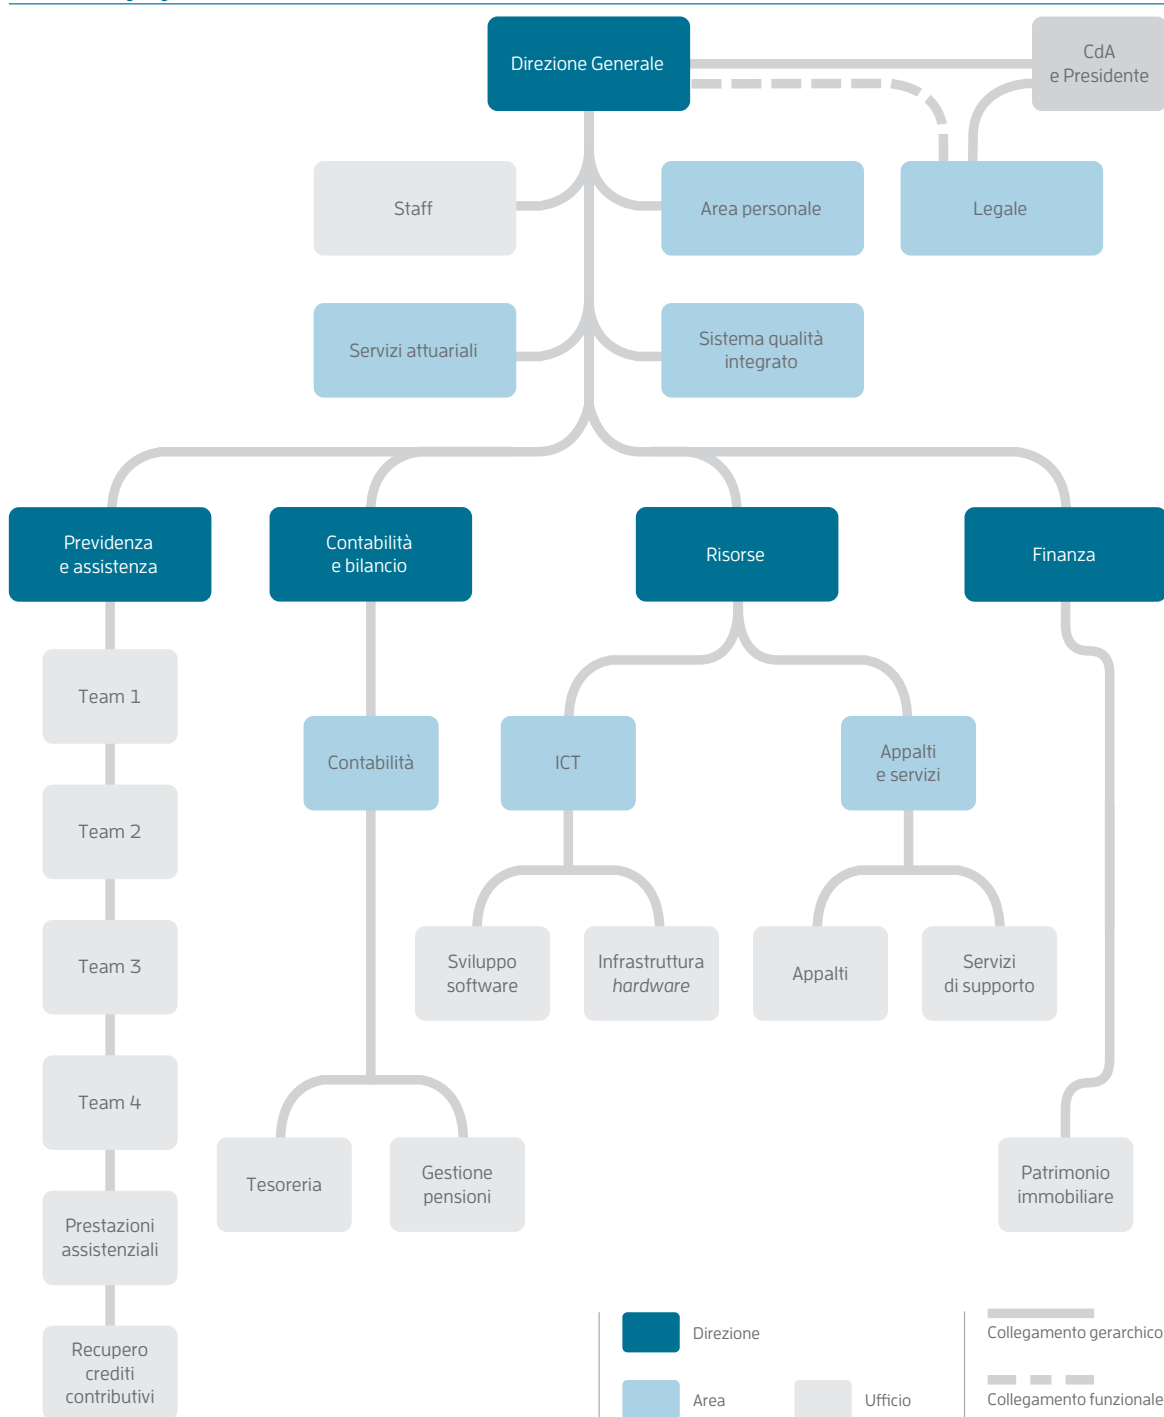 Direzione Generale
CdA
e Presidente
Staff
Area personale
Legale
Servizi attuariali
Sistema qualità
integrato
Previdenza
e assistenza
Contabilità
e bilancio
Risorse
Finanza
Team 1
Contabilità
ICT
Appalti
e servizi
Team 2
Team 3
Sviluppo
software
Infrastruttura
hardware
Appalti
Servizi
di supporto
Team 4
Tesoreria
Gestione
pensioni
Patrimonio
immobiliare
Prestazioni
assistenziali
Recupero
crediti
contributivi
Direzione
Collegamento gerarchico
Area
Ufficio
Collegamento funzionale